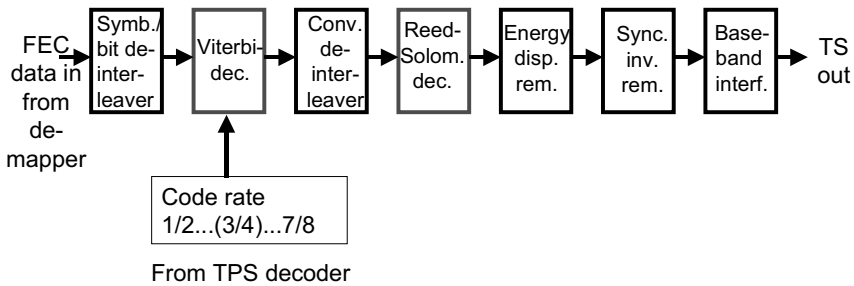 FEC
data in
from
de-
mapper
Symb./
bit de-
inter-
leaver
Viterbi-
dec.
Conv.
de-
inter-
leaver
Reed-
Solom.
dec.
Energy
disp.
rem.
Sync.
inv.
rem.
Base-
band
interf.
TS
out
Code rate
1/2...(3/4)...7/8
From TPS decoder